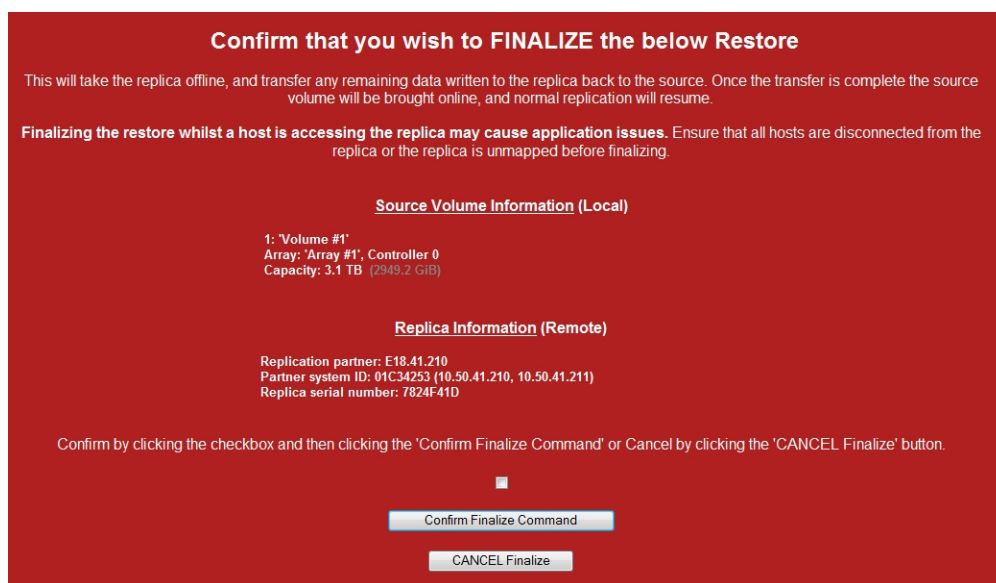 Confirm that you wish to FINALIZE the below Restore
This will take the replica offline, and transfer any remaining data written to the replica back to the source. Once the transfer is complete the source
volume will be brought online, and normal replication will resume.
Finalizing the restore whilst a host is accessing the replica may cause application issues. Ensure that all hosts are disconnected from the
replica or the replica is unmapped before finalizing.
Source Volume Information (Local)
1: 'Volume #1'
Array: 'Array #1', Controller 0
Capacity: 3.1 TB (2949.2 GiB)
Replica Information (Remote)
Replication partner: E18.41.210
Partner system ID: 01C34253 (10.50.41.210, 10.50.41.211)
Replica serial number: 7824F41D
Confirm by clicking the checkbox and then clicking the 'Confirm Finalize Command' or Cancel by clicking the 'CANCEL Finalize' button.
Confirm Finalize Command
CANCEL Finalize